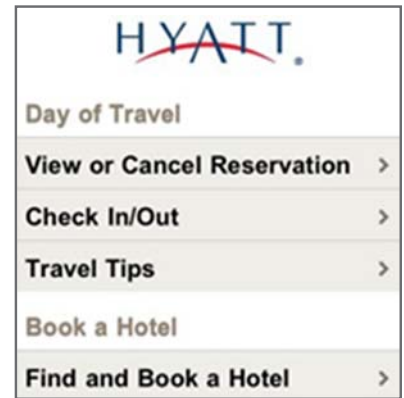 HYATT®
Day of Travel
View or Cancel Reservation >
Check In/Out >
Travel Tips >
Book a Hotel
Find and Book a Hotel >